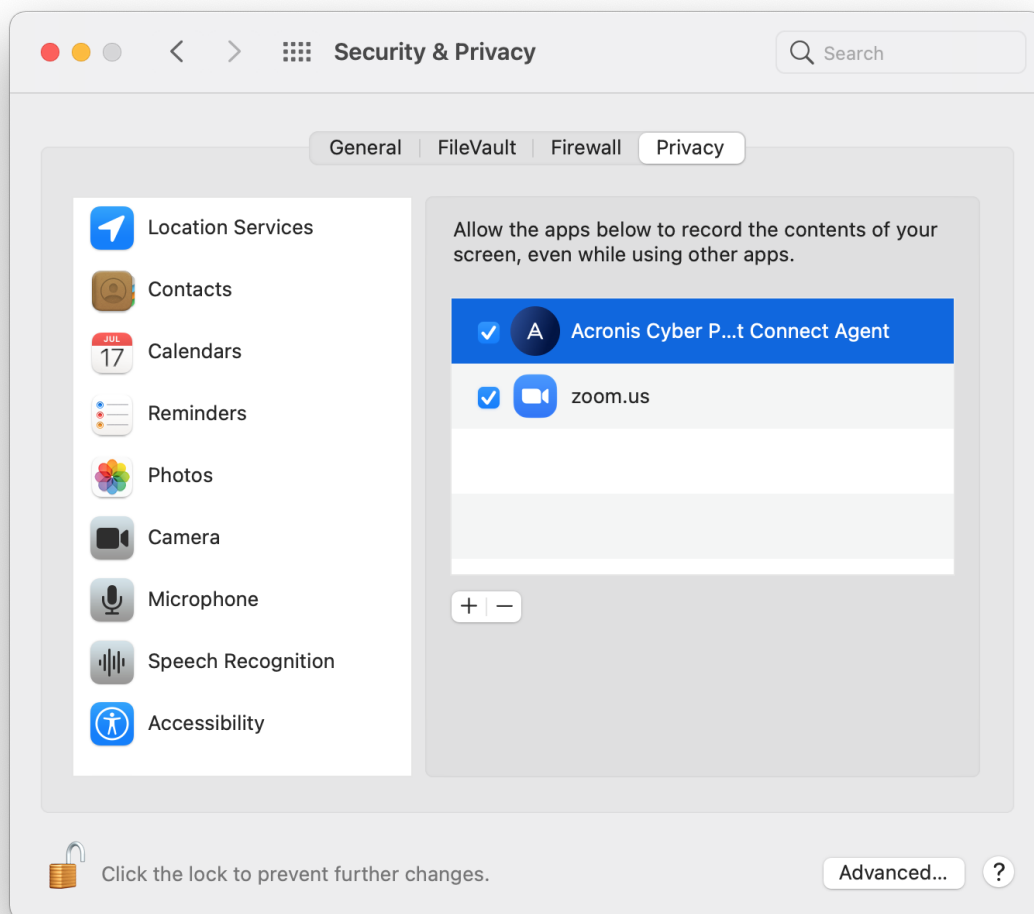 Security & Privacy
Search
General
FileVault
Firewall
Privacy
Location Services
Contacts
JUL
17
Calendars
Reminders
Photos
Camera
Microphone
Speech Recognition
Accessibility
Allow the apps below to record the contents of your
screen, even while using other apps.
Acronis Cyber P...t Connect Agent
zoom.us
Click the lock to prevent further changes.
Advanced...
?